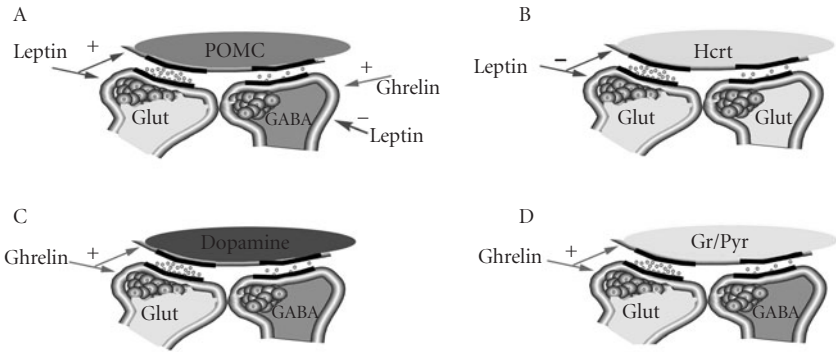 A
Leptin
+
POMC
+
Ghrelin
Glut
GABA
−
Leptin
B
Leptin
−
Hcrt
Glut
Glut
C
Ghrelin
+
Dopamine
Glut
GABA
D
Ghrelin
+
Gr/Pyr
Glut
GABA